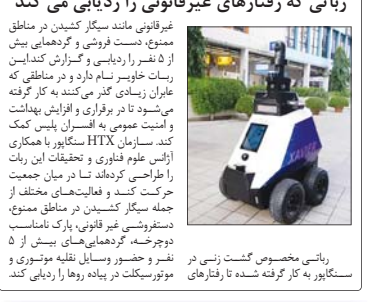 رباتی که رفتارهای غیرقانونی را ردیابی می کند
غیرقانونی مانند سیگار کشیدن در مناطق
ممنوع، دست فروشی و گردهمایی بیش
از ۵ نفر را ردیابی و گزارش کند.این
ربات خاویر نام دارد و در مناطقی که
عابران زیادی گذر می‌کنند به کار گرفته
می‌شود تا در برقراری و افزایش بهداشت
و امنیت عمومی به افسران پلیس کمک
کند. سازمان HTX سنگاپور با همکاری
آژانس علوم فناوری و تحقیقات این ربات
را طراحی کرده‌اند تا در میان جمعیت
حرکت کند و فعالیت‌های مختلف از
جمله سیگار کشیدن در مناطق ممنوع،
دستفروشی غیر قانونی، پارک نامناسب
دوچرخه، گردهمایی‌های بیش از ۵
نفر و حضور وسایل نقلیه موتوری و
موتورسیکلت در پیاده روها را ردیابی کند.
XAVIER
رباتی مخصوص گشت زنی در
سنگاپور به کار گرفته شده تا رفتارهای